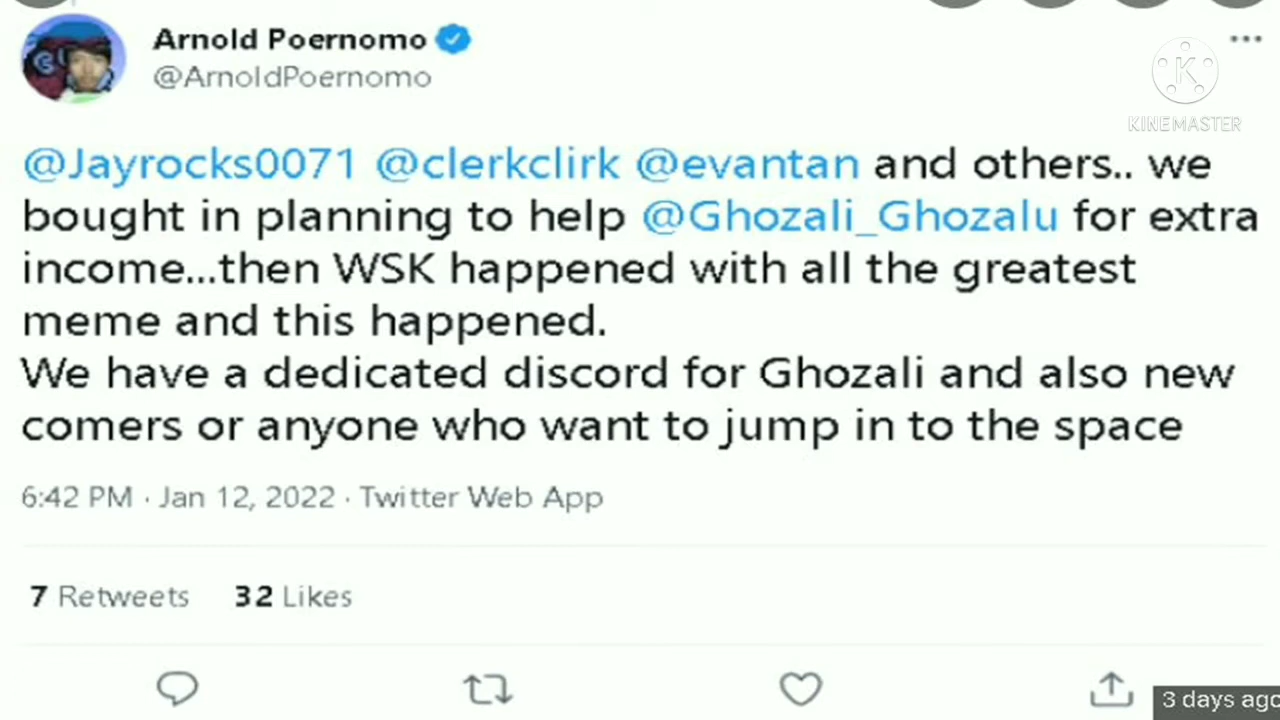 Arnold Poernomo
@ArnoldPoernomo
KINEMASTER
@Jayrocks0071 @clerkclirk @evantan and others.. we
bought in planning to help @Ghozali_Ghozalu for extra
income...then WSK happened with all the greatest
meme and this happened.
We have a dedicated discord for Ghozali and also new
comers or anyone who want to jump in to the space
6:42 PM · Jan 12, 2022 · Twitter Web App
7 Retweets 32 Likes
3 days ago